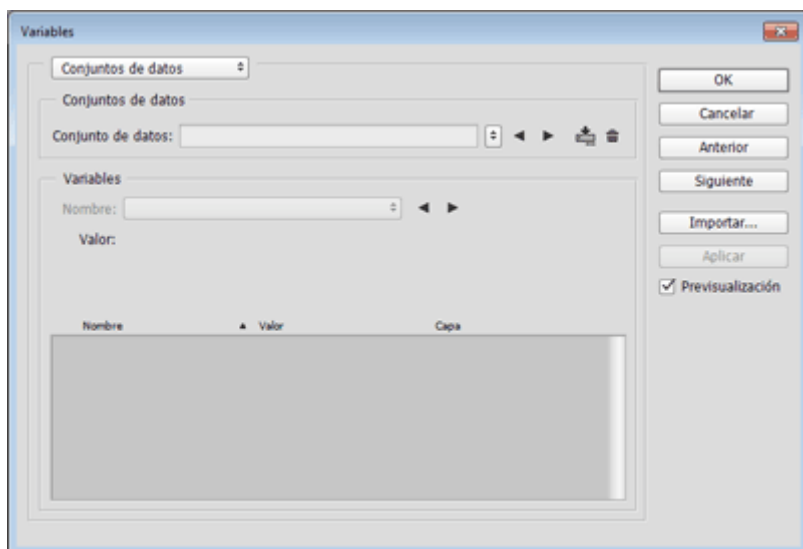 Variables
Conjuntos de datos
Conjuntos de datos
Conjunto de datos:
Variables
Nombre:
Valor:
Nombre Valor Capa
OK
Cancelar
Anterior
Siguiente
Importar...
Aplicar
Previsualización